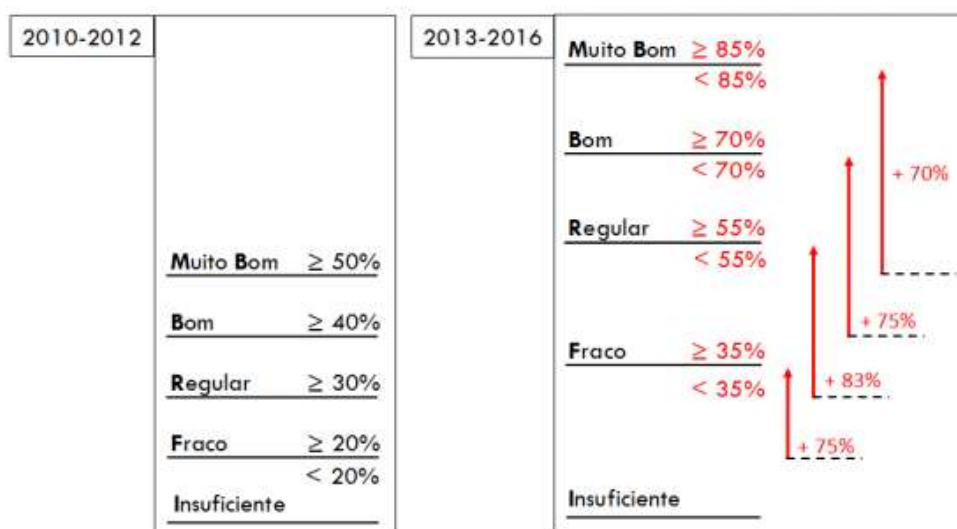 2010-2012
Muito Bom ≥ 50%
Bom ≥ 40%
Regular ≥ 30%
Fraco ≥ 20%
< 20%
Insuficiente
2013-2016
Muito Bom ≥ 85%
< 85%
Bom ≥ 70%
< 70%
+ 70%
Regular ≥ 55%
< 55%
+ 75%
Fraco ≥ 35%
< 35%
+ 83%
+ 75%
Insuficiente